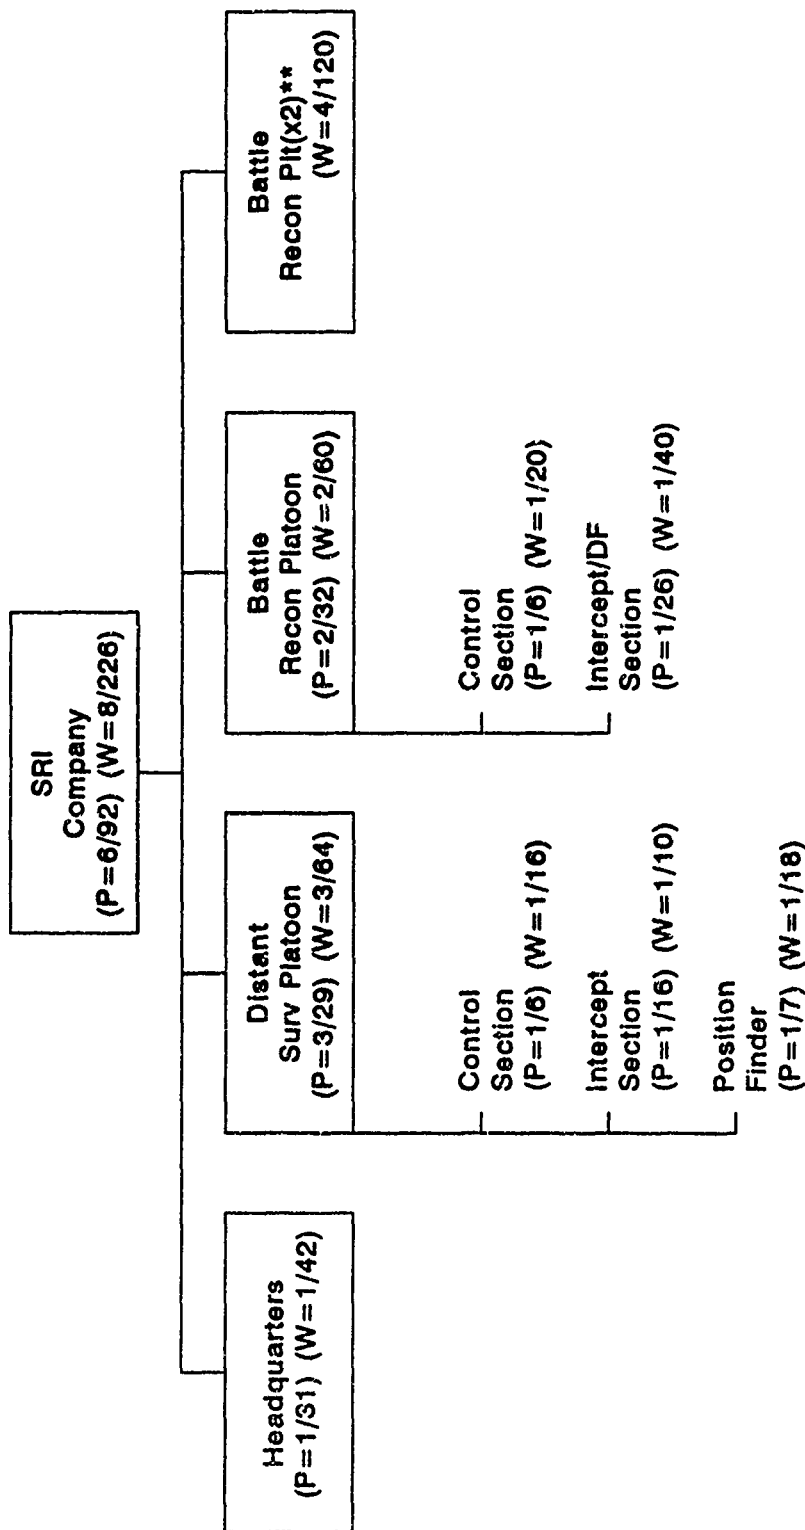 SRI
Company
(P=6/92) (W=8/226)
Headquarters
(P=1/31) (W=1/42)
Distant
Surv Platoon
(P=3/29) (W=3/64)
Control
Section
(P=1/6) (W=1/16)
Intercept
Section
(P=1/16) (W=1/10)
Position
Finder
(P=1/7) (W=1/18)
Battle
Recon Platoon
(P=2/32) (W=2/60)
Control
Section
(P=1/6) (W=1/20}
Intercept/DF
Section
(P=1/26) (W=1/40)
Battle
Recon Plt(x2)**
(W=4/120)